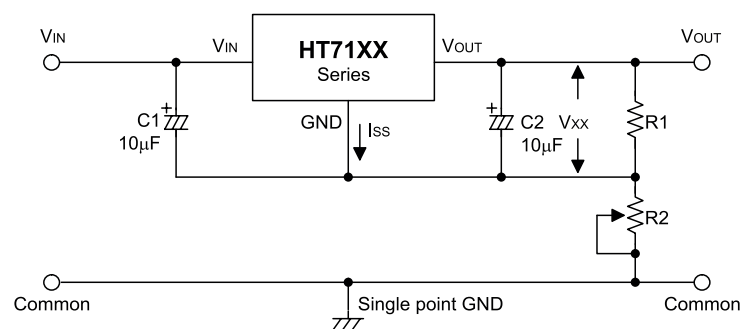 VIN
VIN
HT71XX
Series
VOUT
VOUT
C1
10μF
GND
ISS
C2
10μF
VXX
R1
R2
Common
Single point GND
Common